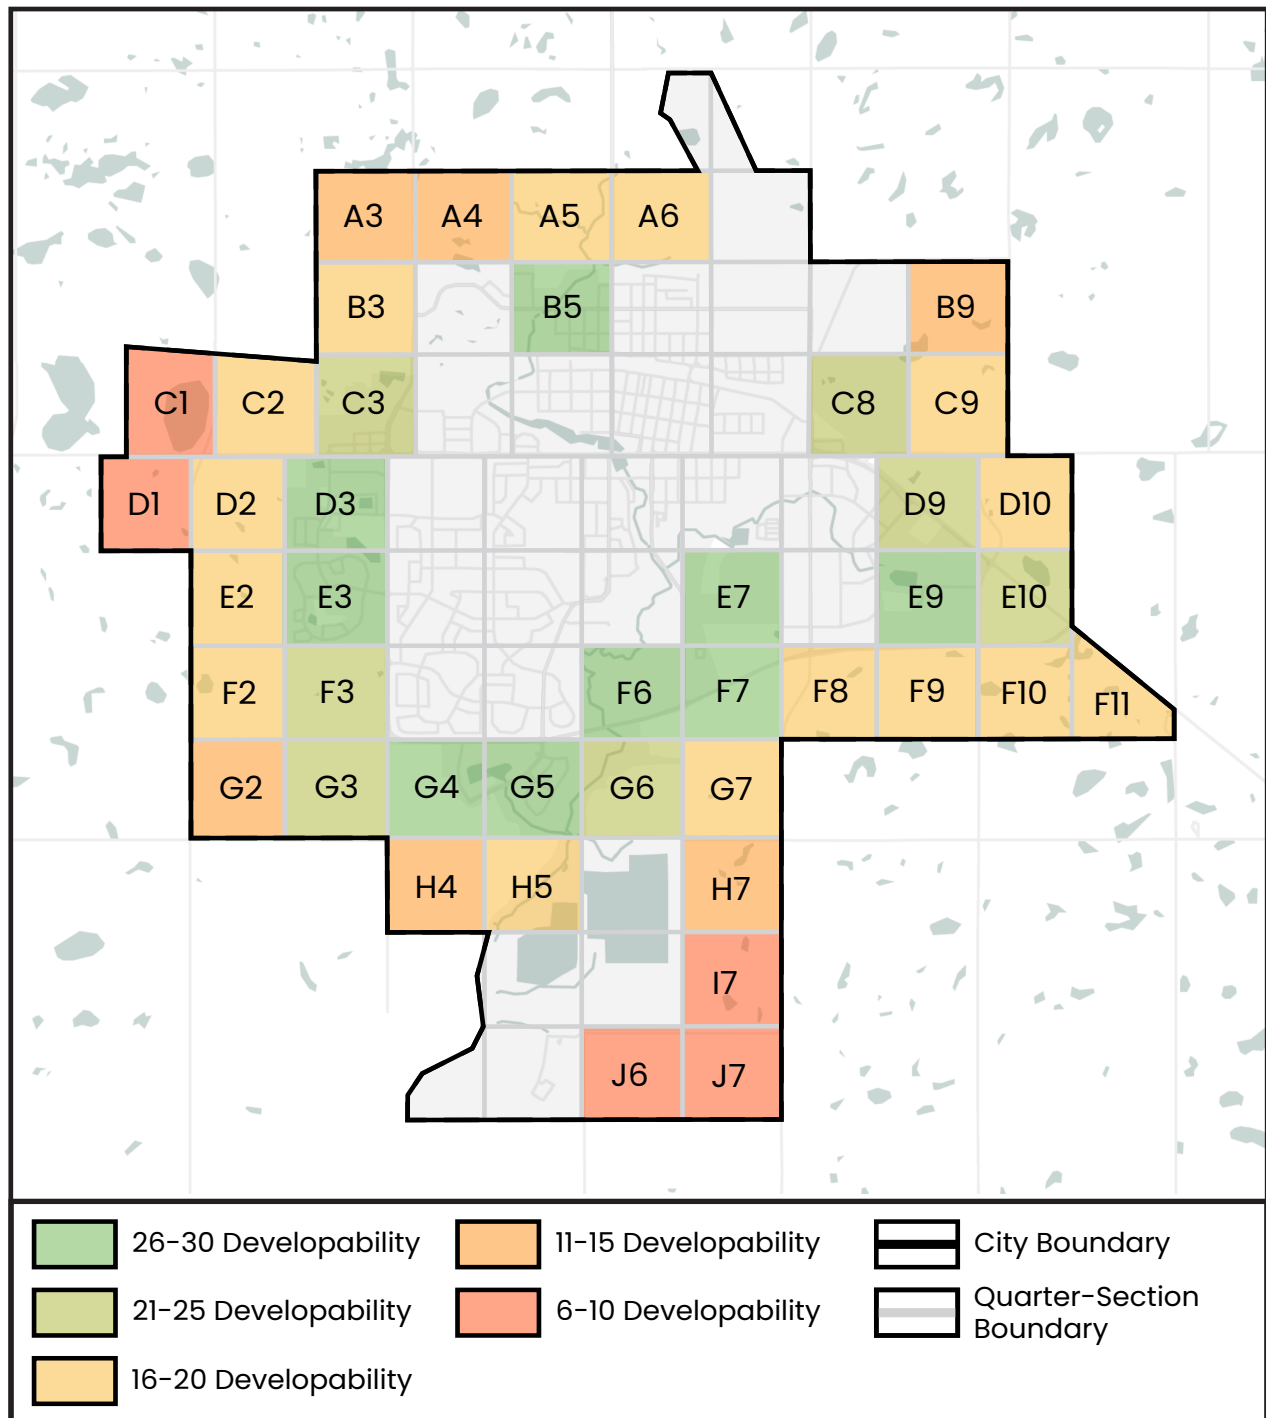 A3 A4 A5 A6
B3 B5 B9
C1 C2 C3 C8 C9
D1 D2 D3 D9 D10
E2 E3 E7 E9 E10
F2 F3 F6 F7 F8 F9 F10 F11
G2 G3 G4 G5 G6 G7
H4 H5 H7
I7
J6 J7
26-30 Developability
21-25 Developability
16-20 Developability
11-15 Developability
6-10 Developability
City Boundary
Quarter-Section
Boundary